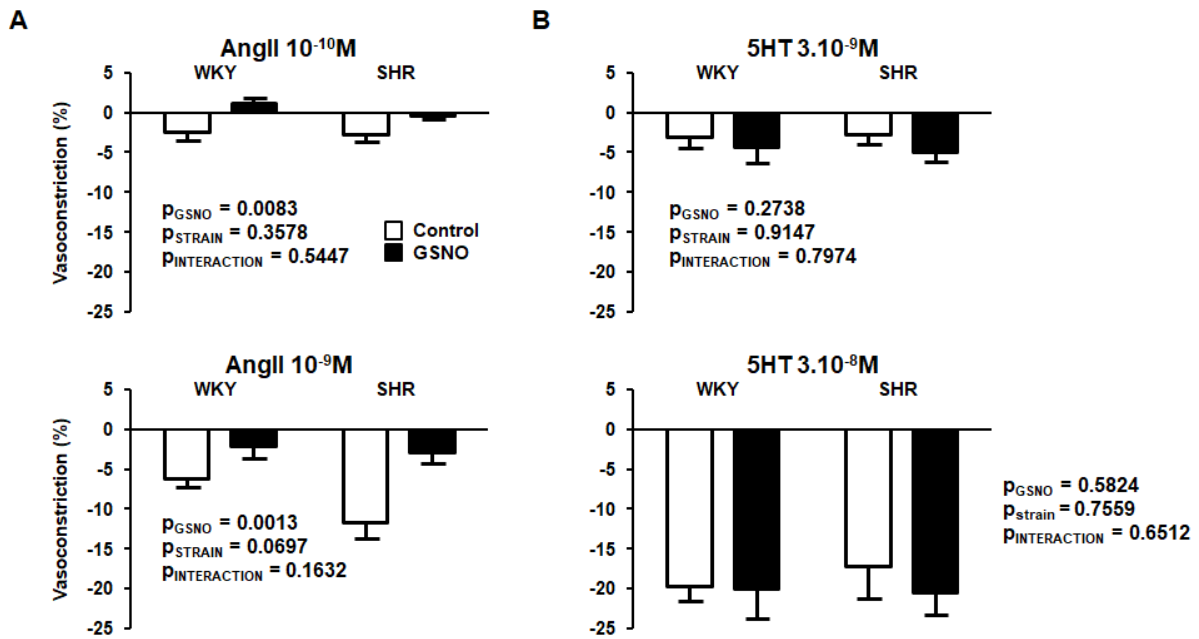 A
AngII 10⁻¹⁰M
WKY SHR
Vasoconstriction (%)
5
0
-5
-10
-15
-20
-25
pGSNO = 0.0083
pSTRAIN = 0.3578
pINTERACTION = 0.5447
Control
GSNO
B
5HT 3.10⁻⁹M
WKY SHR
5
0
-5
-10
-15
-20
-25
pGSNO = 0.2738
pSTRAIN = 0.9147
pINTERACTION = 0.7974
AngII 10⁻⁹M
WKY SHR
Vasoconstriction (%)
5
0
-5
-10
-15
-20
-25
pGSNO = 0.0013
pSTRAIN = 0.0697
pINTERACTION = 0.1632
5HT 3.10⁻⁸M
WKY SHR
5
0
-5
-10
-15
-20
-25
pGSNO = 0.5824
pstrain = 0.7559
pINTERACTION = 0.6512